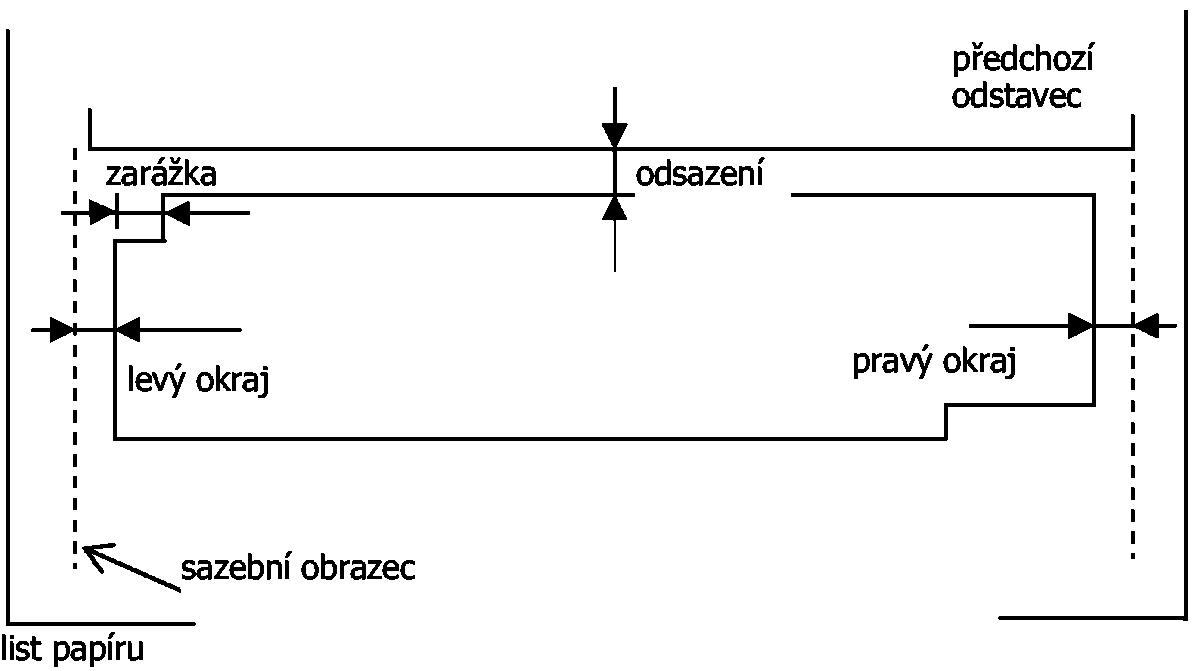 předchozí
odstavec
zarážka
odsazení
levý okraj
pravý okraj
sazební obrazec
list papíru